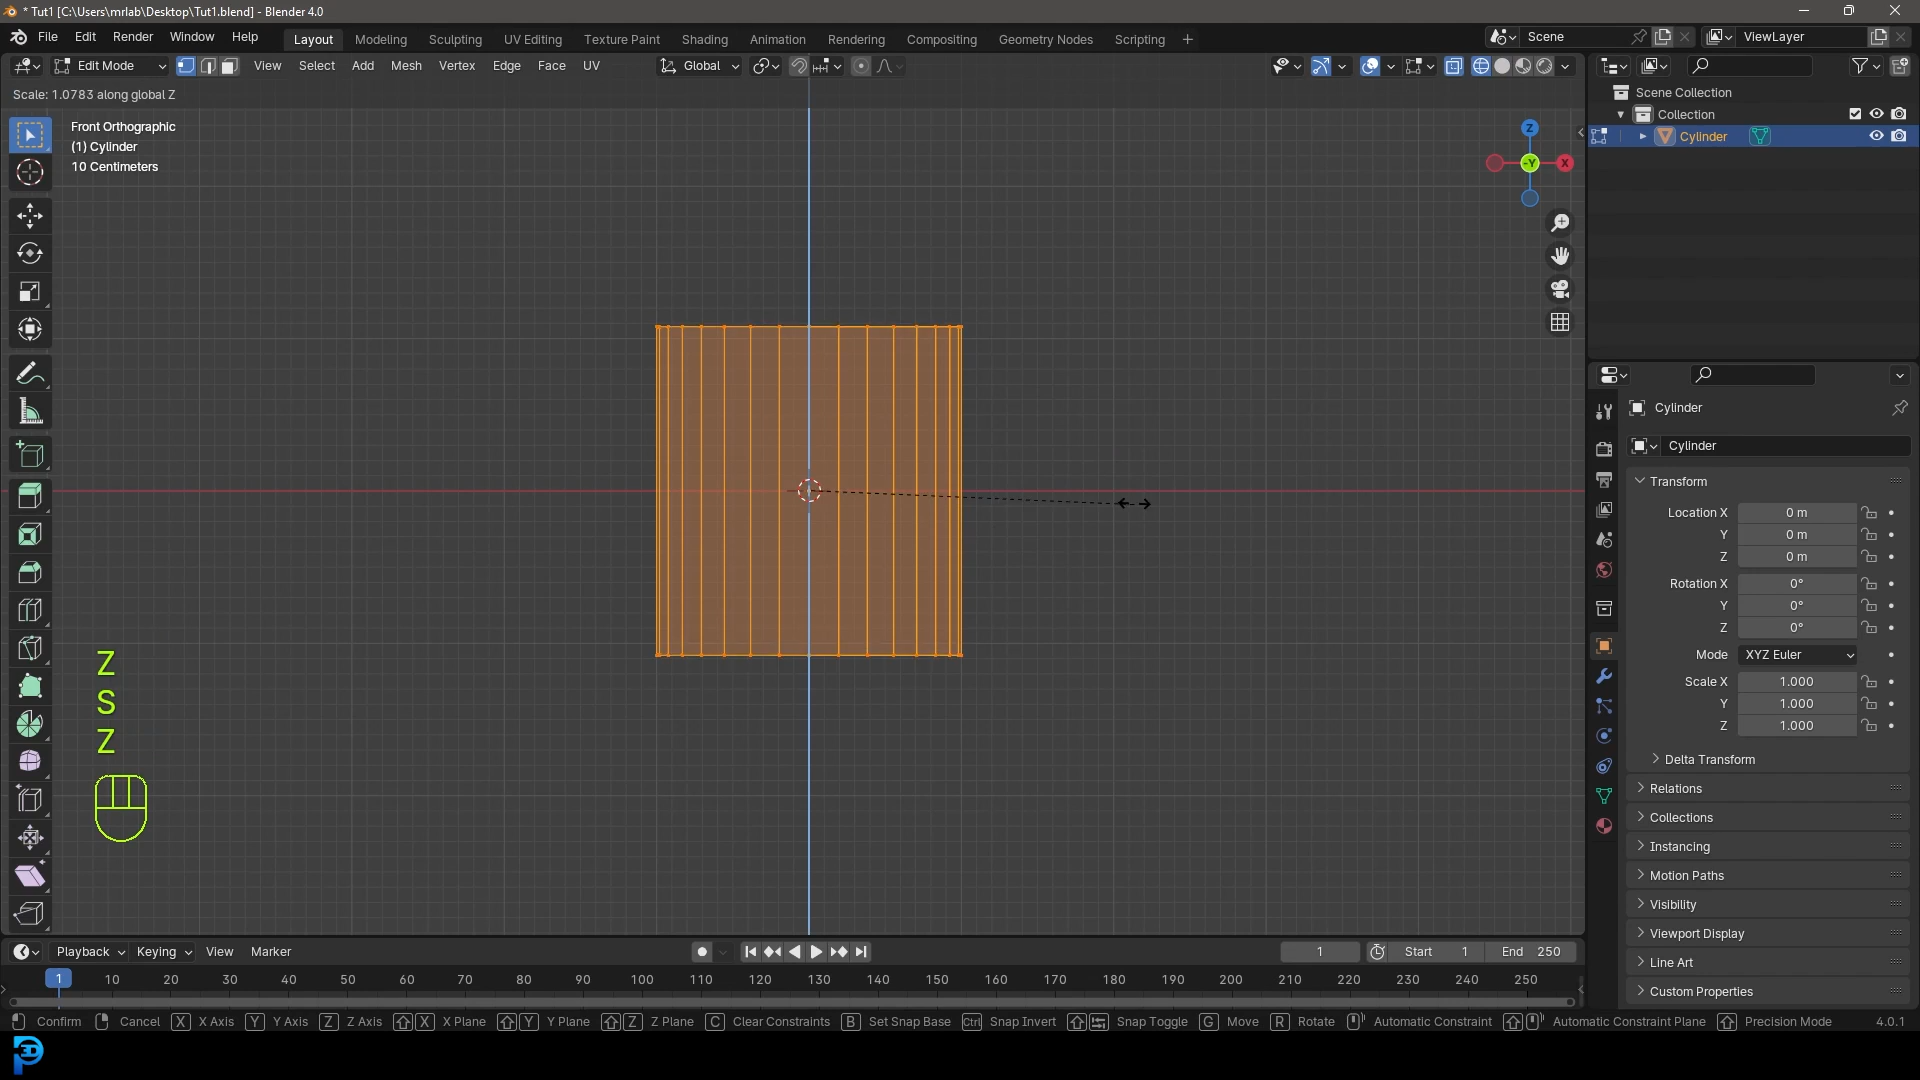 * Tut1 [C:\Users\mrlab\Desktop\Tut1.blend] - Blender 4.0
File Edit Render Window Help Layout Modeling Sculpting UV Editing Texture Paint Shading Animation Rendering Compositing Geometry Nodes Scripting + Scene ViewLayer
Edit Mode View Select Add Mesh Vertex Edge Face UV Global
Scale: 1.0783 along global Z
Front Orthographic
(1) Cylinder
10 Centimeters
Z
-Y
X
Scene Collection
Collection
Cylinder
Cylinder
Cylinder
Transform
Location X 0 m
Y 0 m
Z 0 m
Rotation X 0°
Y 0°
Z 0°
Mode XYZ Euler
Scale X 1.000
Y 1.000
Z 1.000
Delta Transform
Relations
Collections
Instancing
Motion Paths
Visibility
Viewport Display
Line Art
Custom Properties
Z
S
Z
Playback Keying View Marker 1 Start 1 End 250
1 10 20 30 40 50 60 70 80 90 100 110 120 130 140 150 160 170 180 190 200 210 220 230 240 250
Confirm Cancel X X Axis Y Y Axis Z Z Axis X X Plane Y Y Plane Z Z Plane C Clear Constraints B Set Snap Base Ctrl Snap Invert Snap Toggle G Move R Rotate Automatic Constraint Automatic Constraint Plane Precision Mode 4.0.1
3D
P